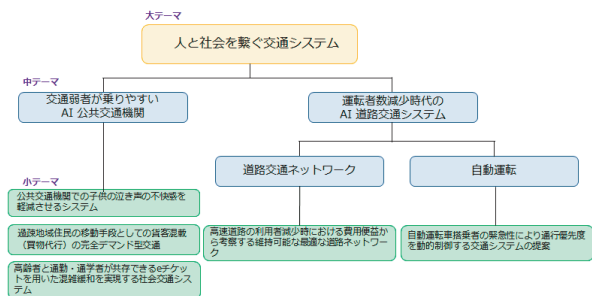 大テーマ
人と社会を繋ぐ交通システム
中テーマ
交通弱者が乗りやすい
AI 公共交通機関
運転者数減少時代の
AI 道路交通システム
道路交通ネットワーク
自動運転
小テーマ
公共交通機関での子供の泣き声の不快感を
軽減させるシステム
過疎地域住民の移動手段としての貨客混載
（買物代行）の完全デマンド型交通
高齢者と通勤・通学者が共存できるeチケット
を用いた混雑緩和を実現する社会交通シス
テム
高速道路の利用者減少時における費用便益か
ら考察する維持可能な最適な道路ネットワー
ク
自動運転車搭乗者の緊急性により通行優先度
を動的制御する交通システムの提案